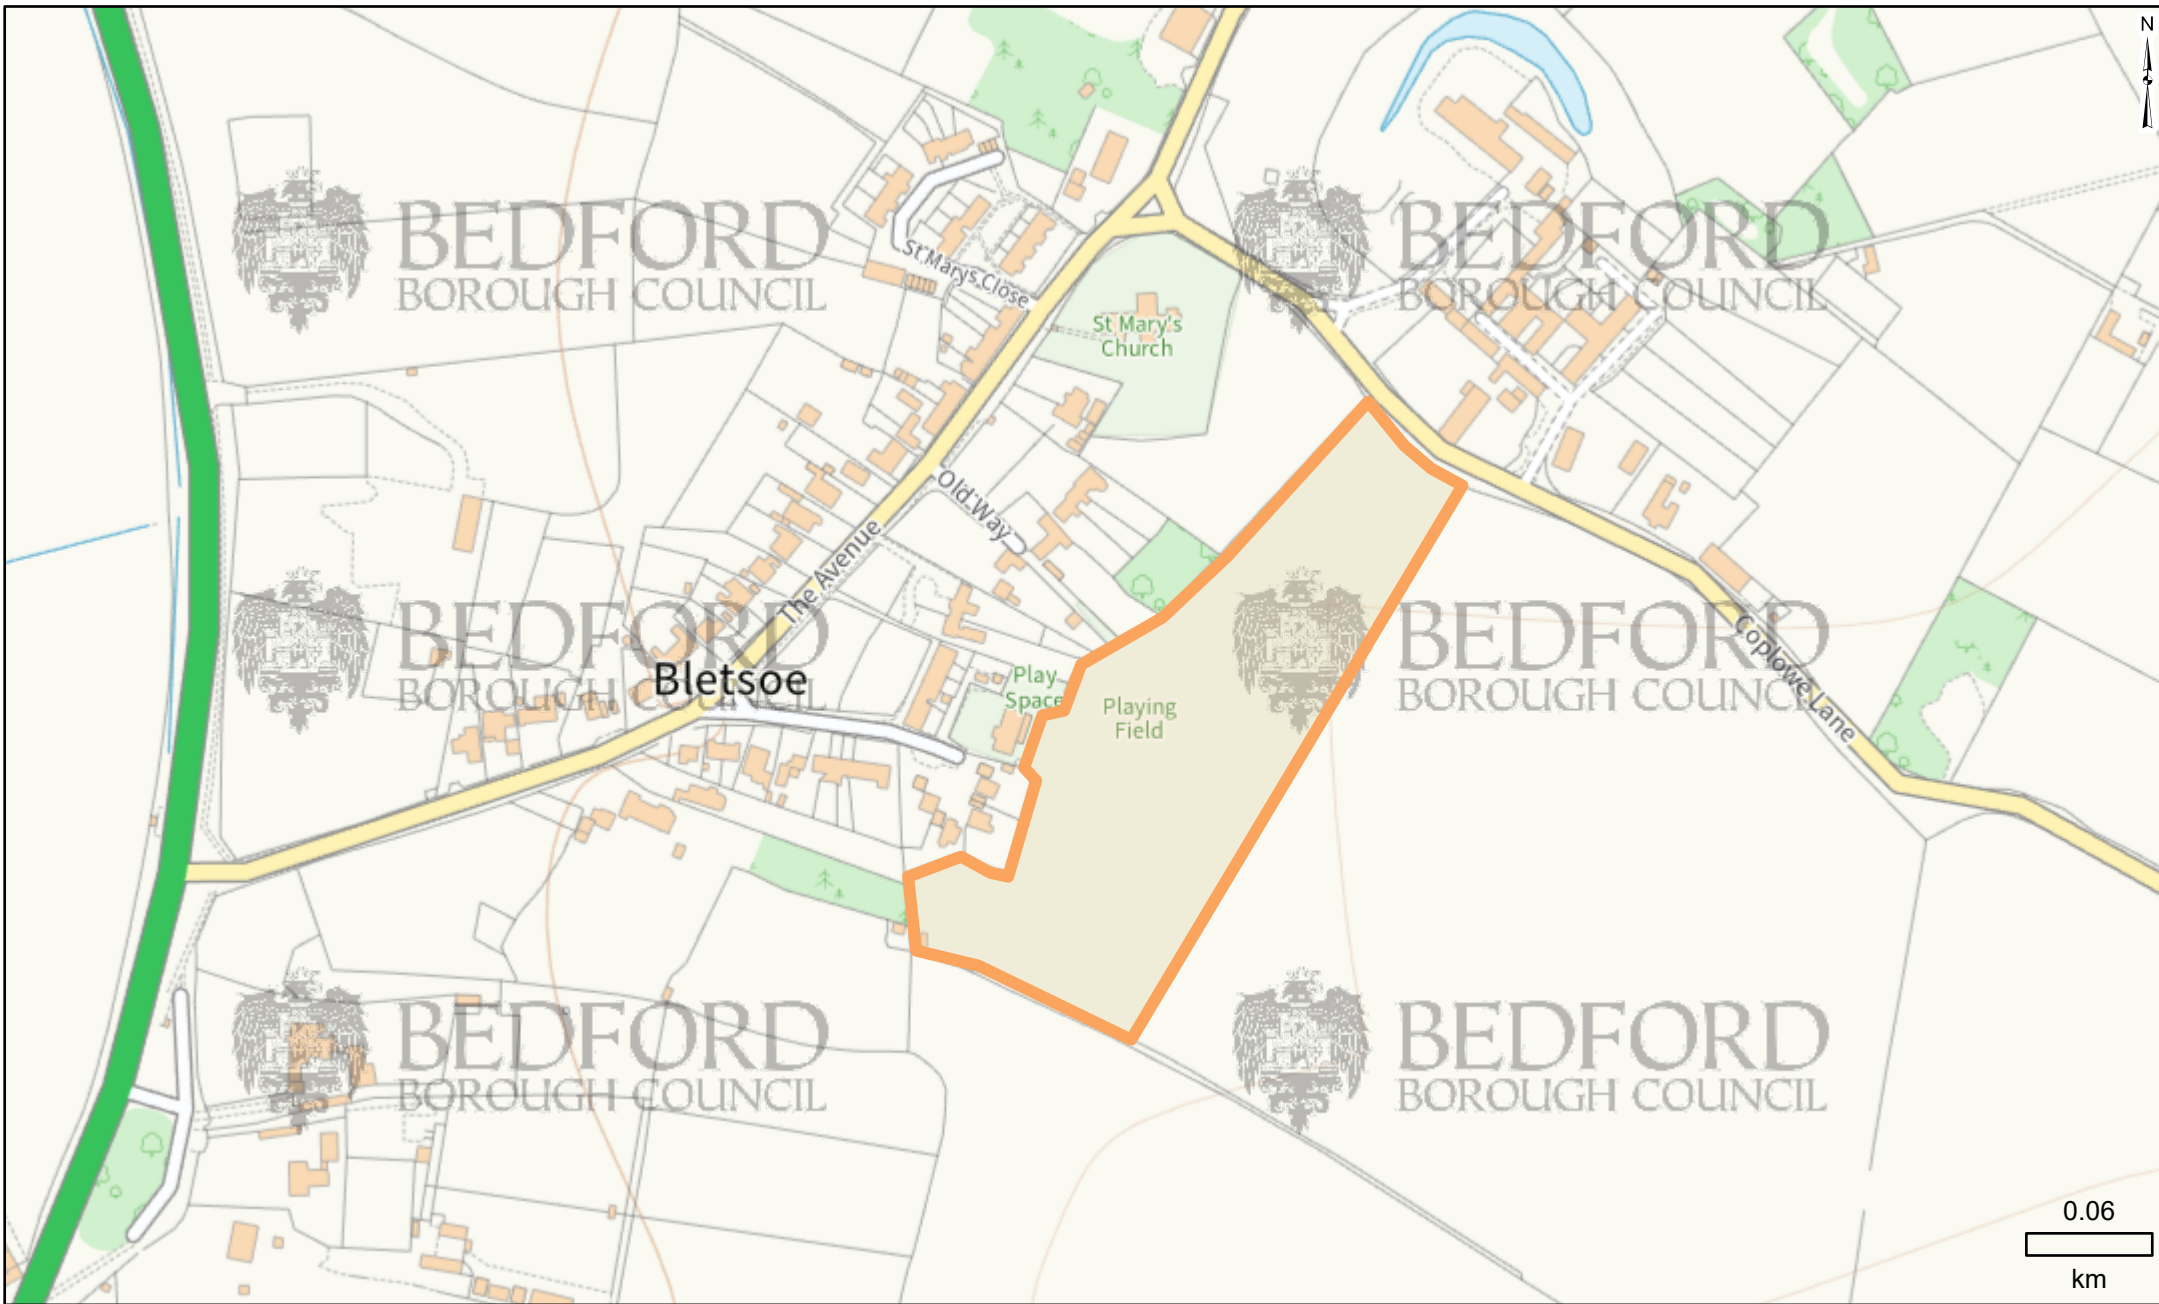 N
BEDFORD
BOROUGH COUNCIL
BEDFORD
BOROUGH COUNCIL
St Marys Close
St Mary's
Church
Old Way
The Avenue
BEDFORD
BOROUGH COUNCIL
BEDFORD
BOROUGH COUNCIL
Bletsoe
Play
Space
Playing
Field
Coplowe Lane
BEDFORD
BOROUGH COUNCIL
BEDFORD
BOROUGH COUNCIL
0.06
km